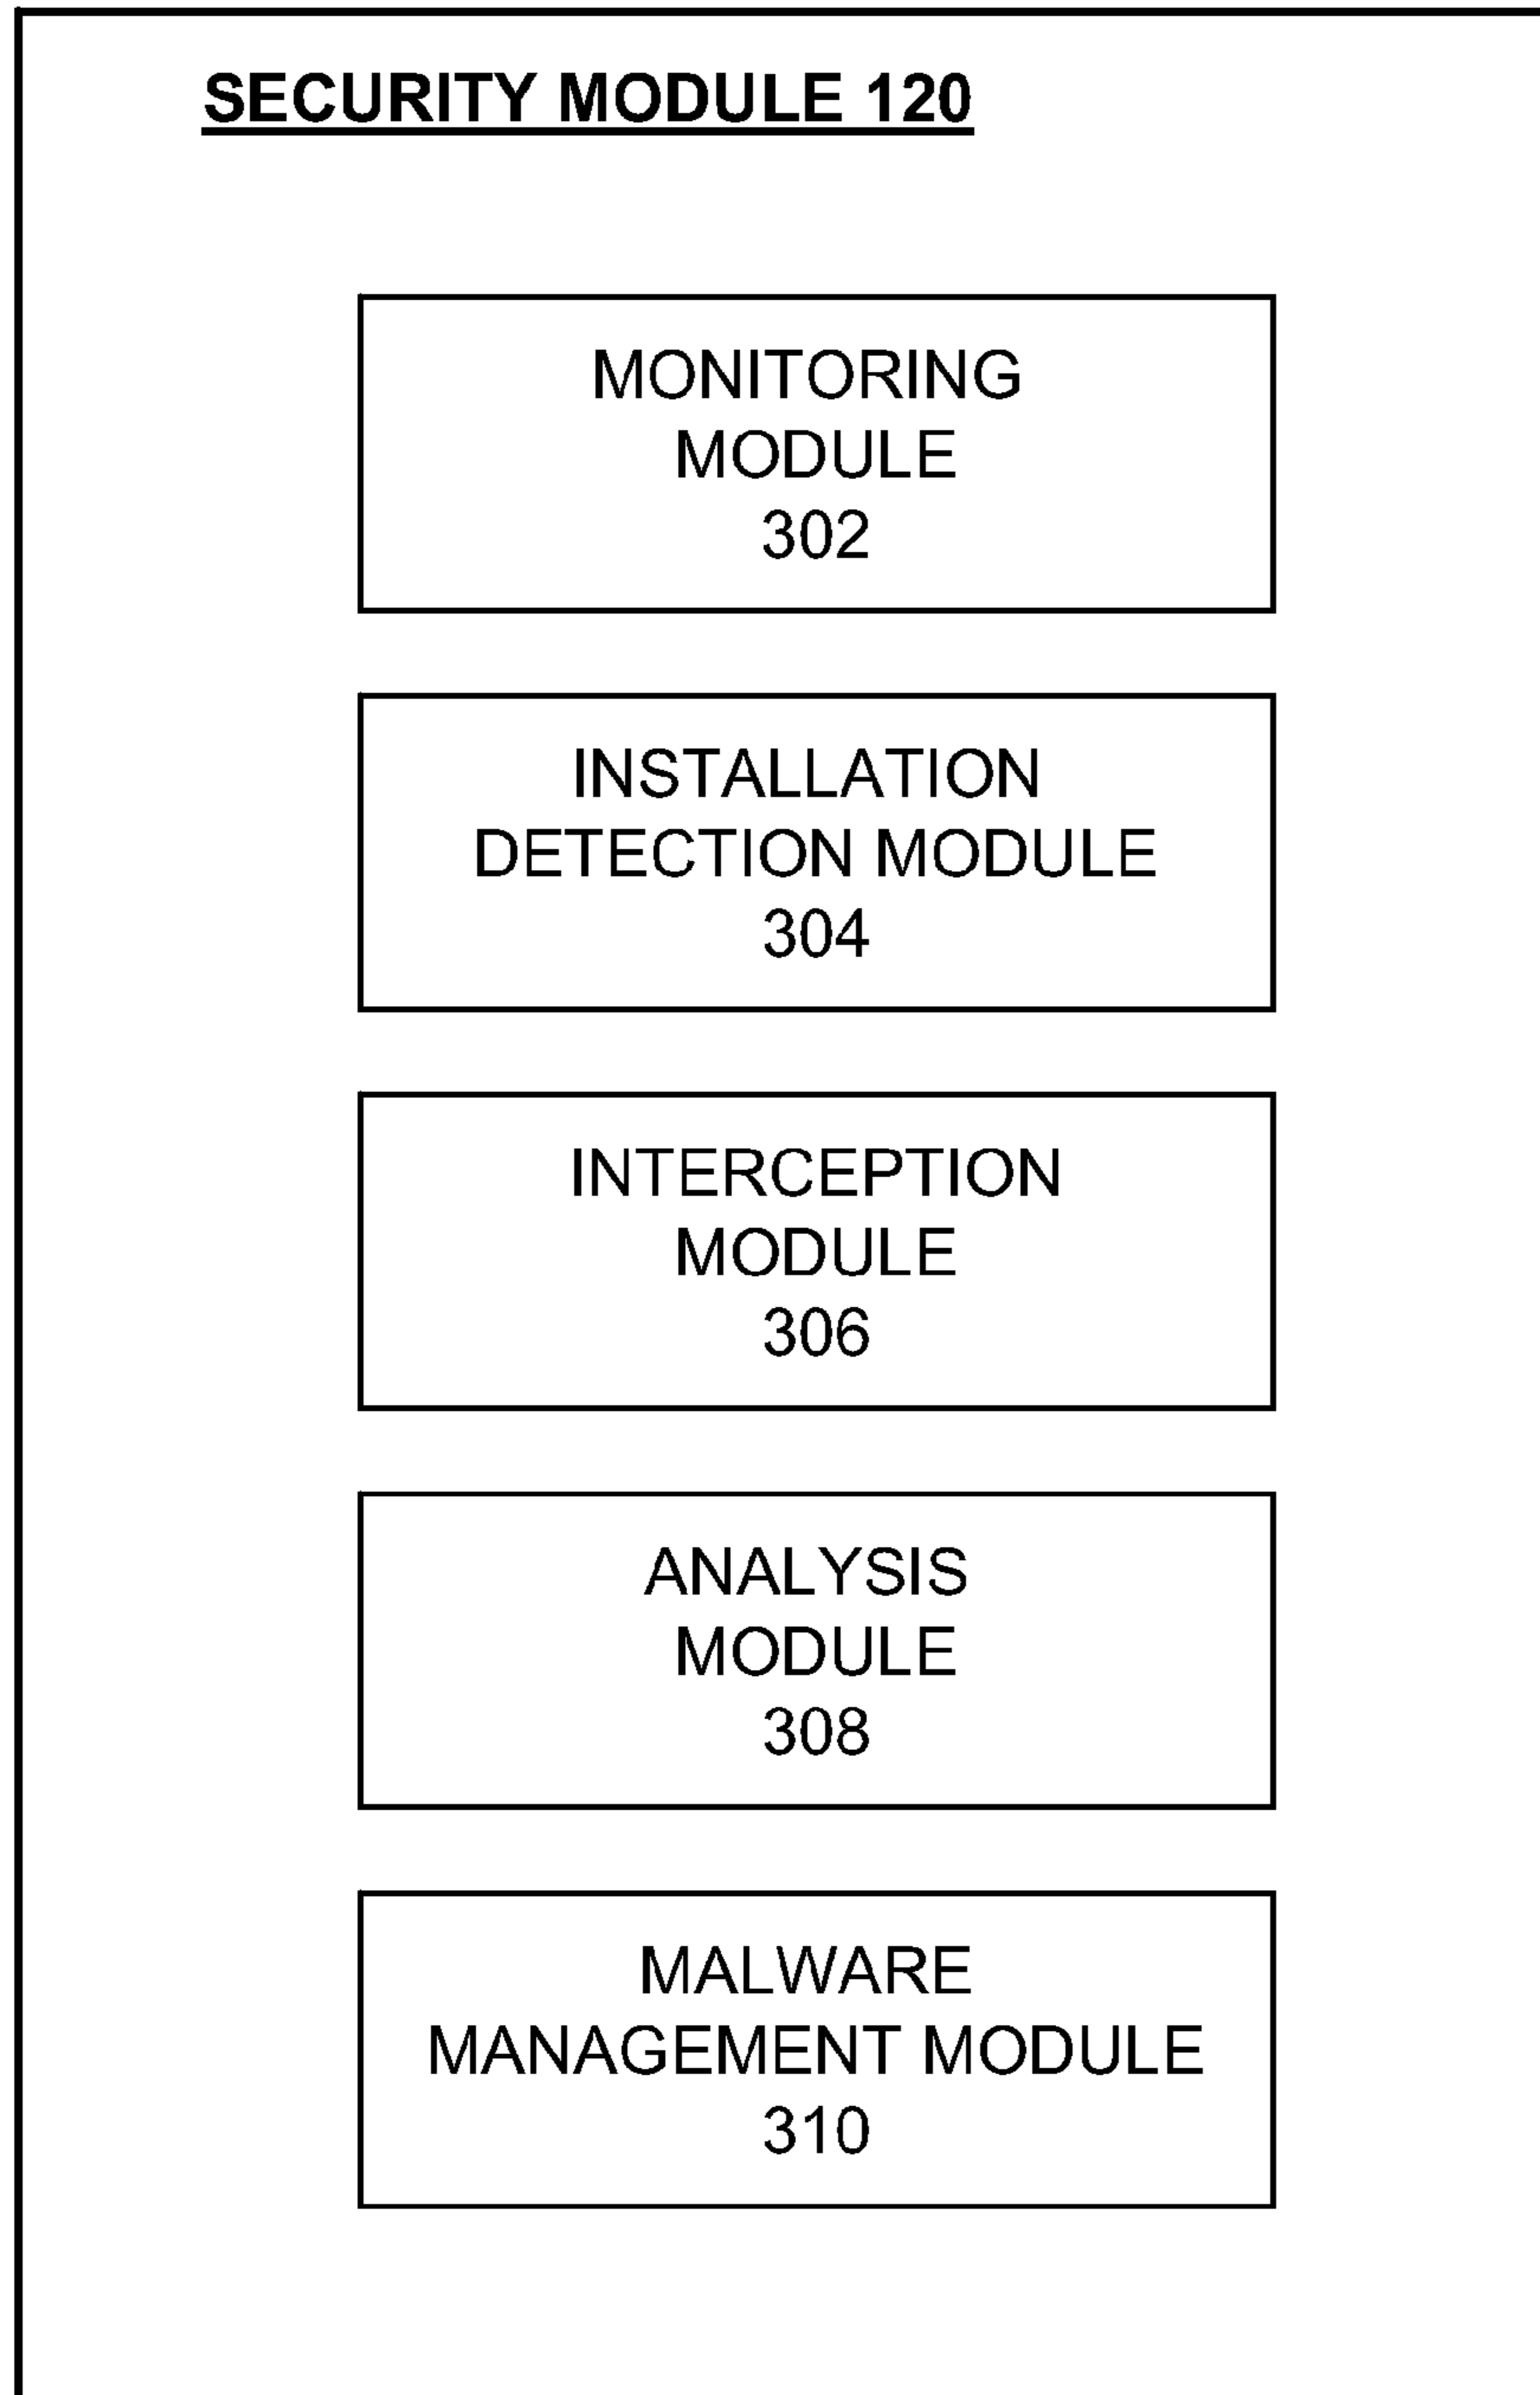 SECURITY MODULE 120
MONITORING
MODULE
302
INSTALLATION
DETECTION MODULE
304
INTERCEPTION
MODULE
306
ANALYSIS
MODULE
308
MALWARE
MANAGEMENT MODULE
310